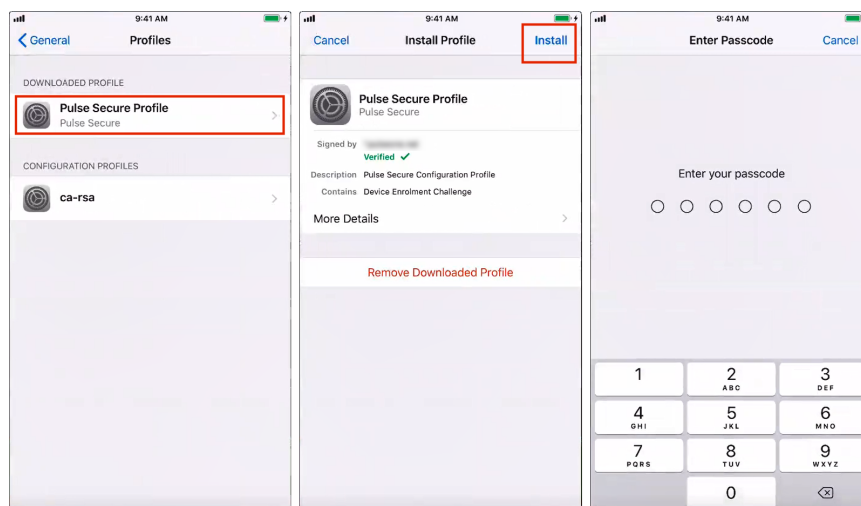 9:41 AM
General
Profiles
DOWNLOADED PROFILE
Pulse Secure Profile
Pulse Secure
CONFIGURATION PROFILES
ca-rsa
9:41 AM
Cancel
Install Profile
Install
Pulse Secure Profile
Pulse Secure
Signed by
Verified ✓
Description Pulse Secure Configuration Profile
Contains Device Enrolment Challenge
More Details
Remove Downloaded Profile
9:41 AM
Enter Passcode
Cancel
Enter your passcode
1 2 3
ABC DEF
4 5 6
GHI JKL MNO
7 8 9
PQRS TUV WXYZ
0